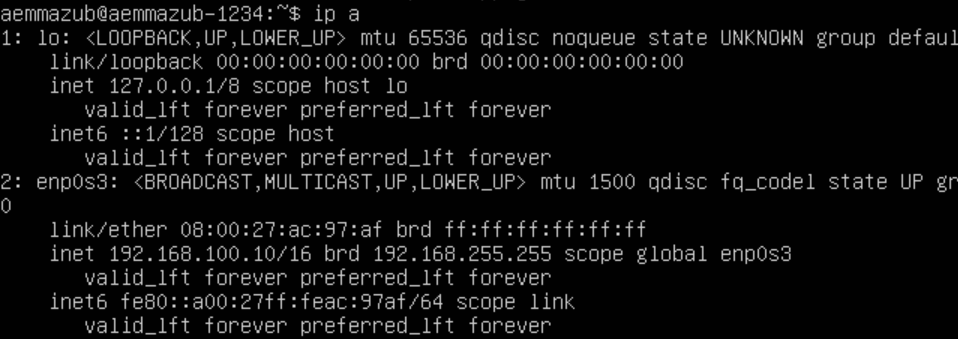 aemmazub@aemmazub-1234:~$ ip a
1: lo: <LOOPBACK,UP,LOWER_UP> mtu 65536 qdisc noqueue state UNKNOWN group defaul
    link/loopback 00:00:00:00:00:00 brd 00:00:00:00:00:00
    inet 127.0.0.1/8 scope host lo
       valid_lft forever preferred_lft forever
    inet6 ::1/128 scope host
       valid_lft forever preferred_lft forever
2: enp0s3: <BROADCAST,MULTICAST,UP,LOWER_UP> mtu 1500 qdisc fq_codel state UP gr
0
    link/ether 08:00:27:ac:97:af brd ff:ff:ff:ff:ff:ff
    inet 192.168.100.10/16 brd 192.168.255.255 scope global enp0s3
       valid_lft forever preferred_lft forever
    inet6 fe80::a00:27ff:feac:97af/64 scope link
       valid_lft forever preferred_lft forever